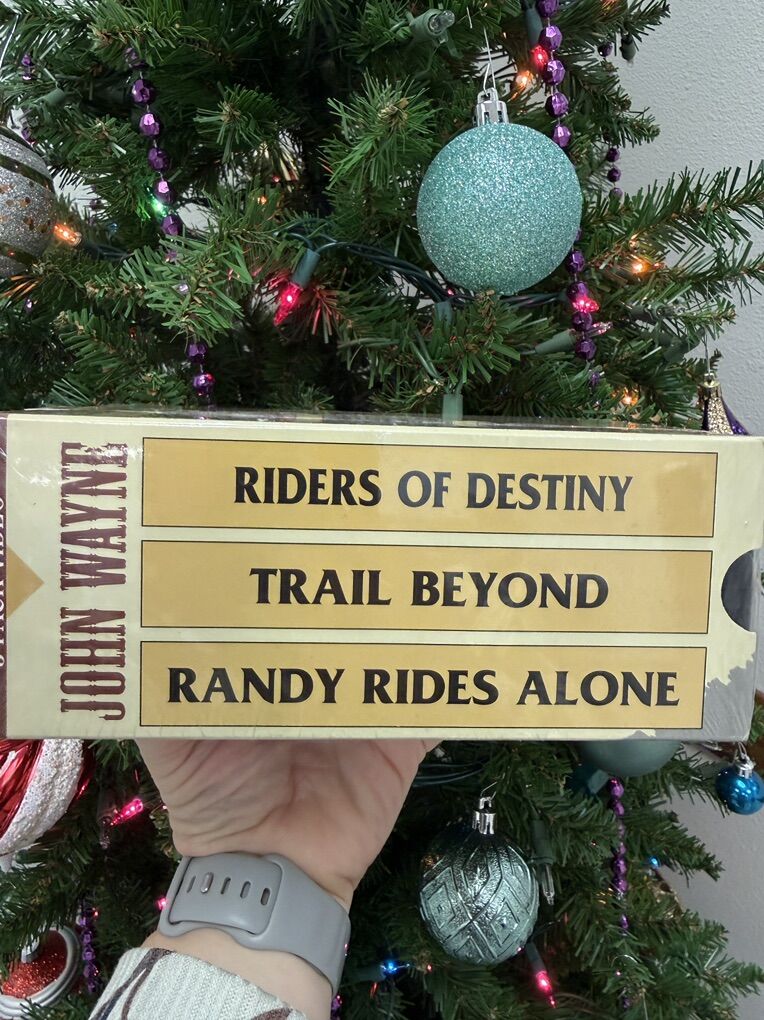 JOHN WAYNE
RIDERS OF DESTINY
TRAIL BEYOND
RANDY RIDES ALONE